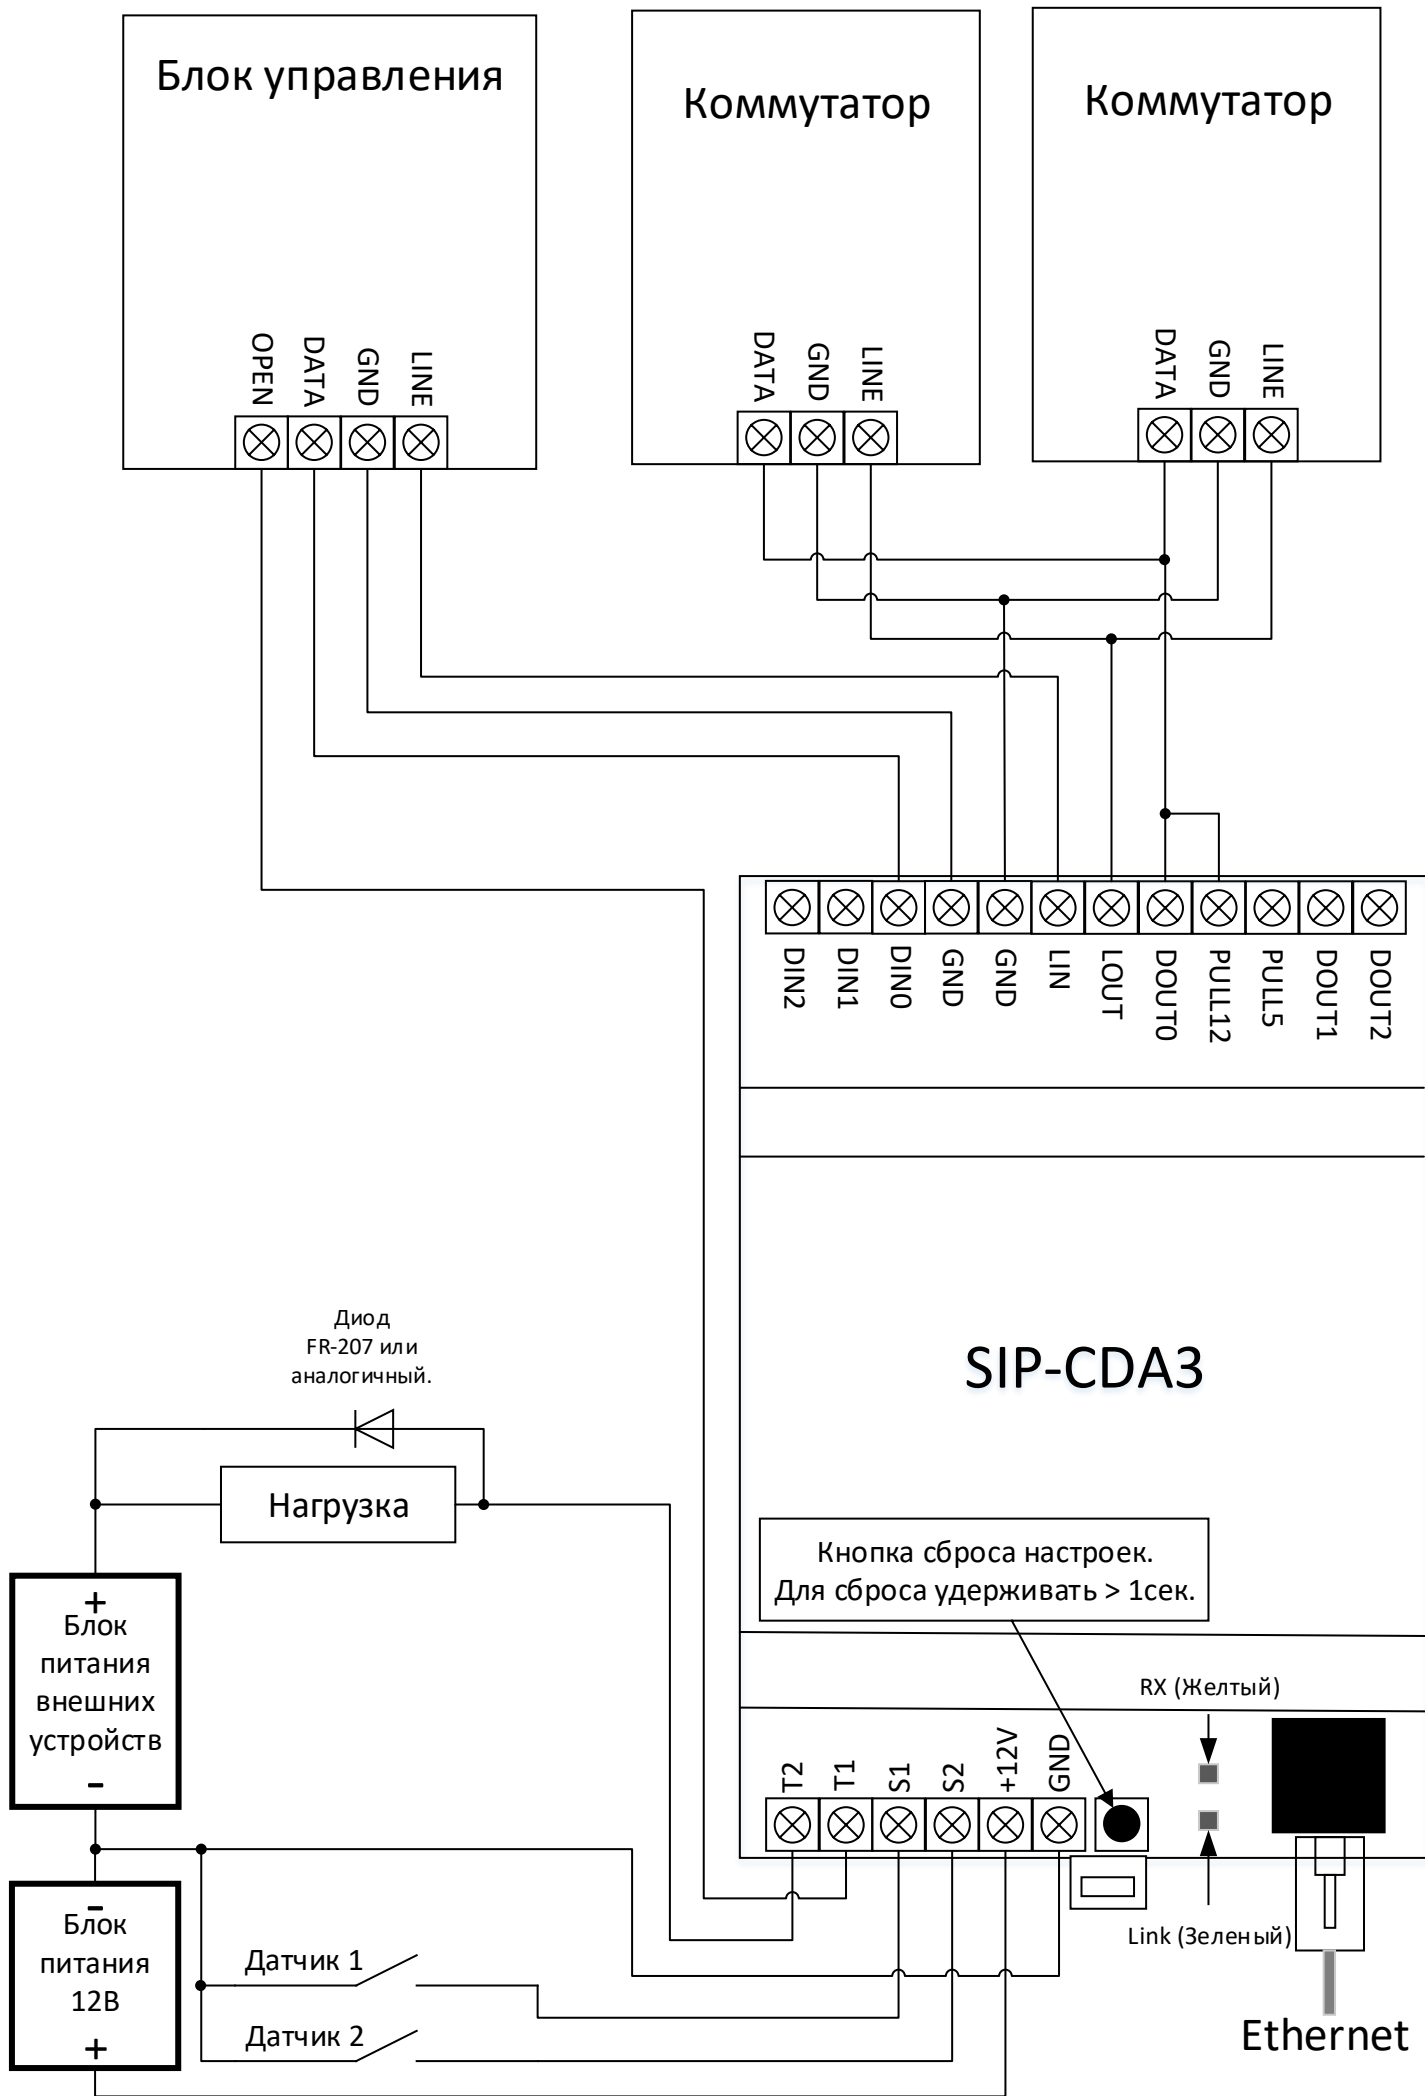 Блок управления
Коммутатор
Коммутатор
OPEN
DATA
GND
LINE
DATA
GND
LINE
DATA
GND
LINE
DIN2
DIN1
DIN0
GND
GND
LIN
LOUT
DOUT0
PULL12
PULL5
DOUT1
DOUT2
SIP-CDA3
Диод
FR-207 или
аналогичный.
Нагрузка
Кнопка сброса настроек.
Для сброса удерживать > 1сек.
+
Блок
питания
внешних
устройств
-
RX (Желтый)
T2
T1
S1
S2
+12V
GND
Link (Зеленый)
Ethernet
-
Блок
питания
12В
+
Датчик 1
Датчик 2